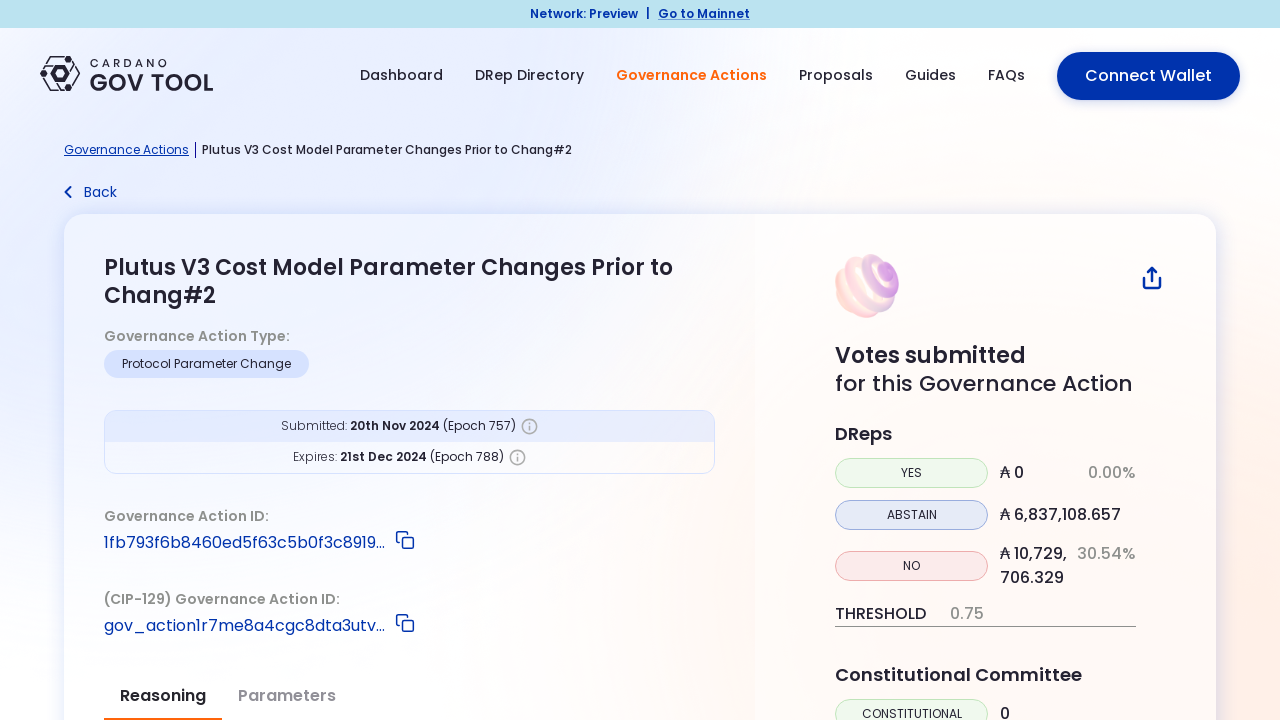 Network: Preview | Go to Mainnet
CARDANO
GOV TOOL
Dashboard
DRep Directory
Governance Actions
Proposals
Guides
FAQs
Connect Wallet
Governance Actions | Plutus V3 Cost Model Parameter Changes Prior to Chang#2
Back
Plutus V3 Cost Model Parameter Changes Prior to
Chang#2
Governance Action Type:
Protocol Parameter Change
Submitted: 20th Nov 2024 (Epoch 757)
Expires: 21st Dec 2024 (Epoch 788)
Governance Action ID:
1fb793f6b8460ed5f63c5b0f3c8919...
(CIP-129) Governance Action ID:
gov_action1r7me8a4cgc8dta3utv...
Reasoning
Parameters
Votes submitted
for this Governance Action
DReps
YES
₳ 0
0.00%
ABSTAIN
₳ 6,837,108.657
NO
₳ 10,729,
706.329
30.54%
THRESHOLD
0.75
Constitutional Committee
CONSTITUTIONAL
0